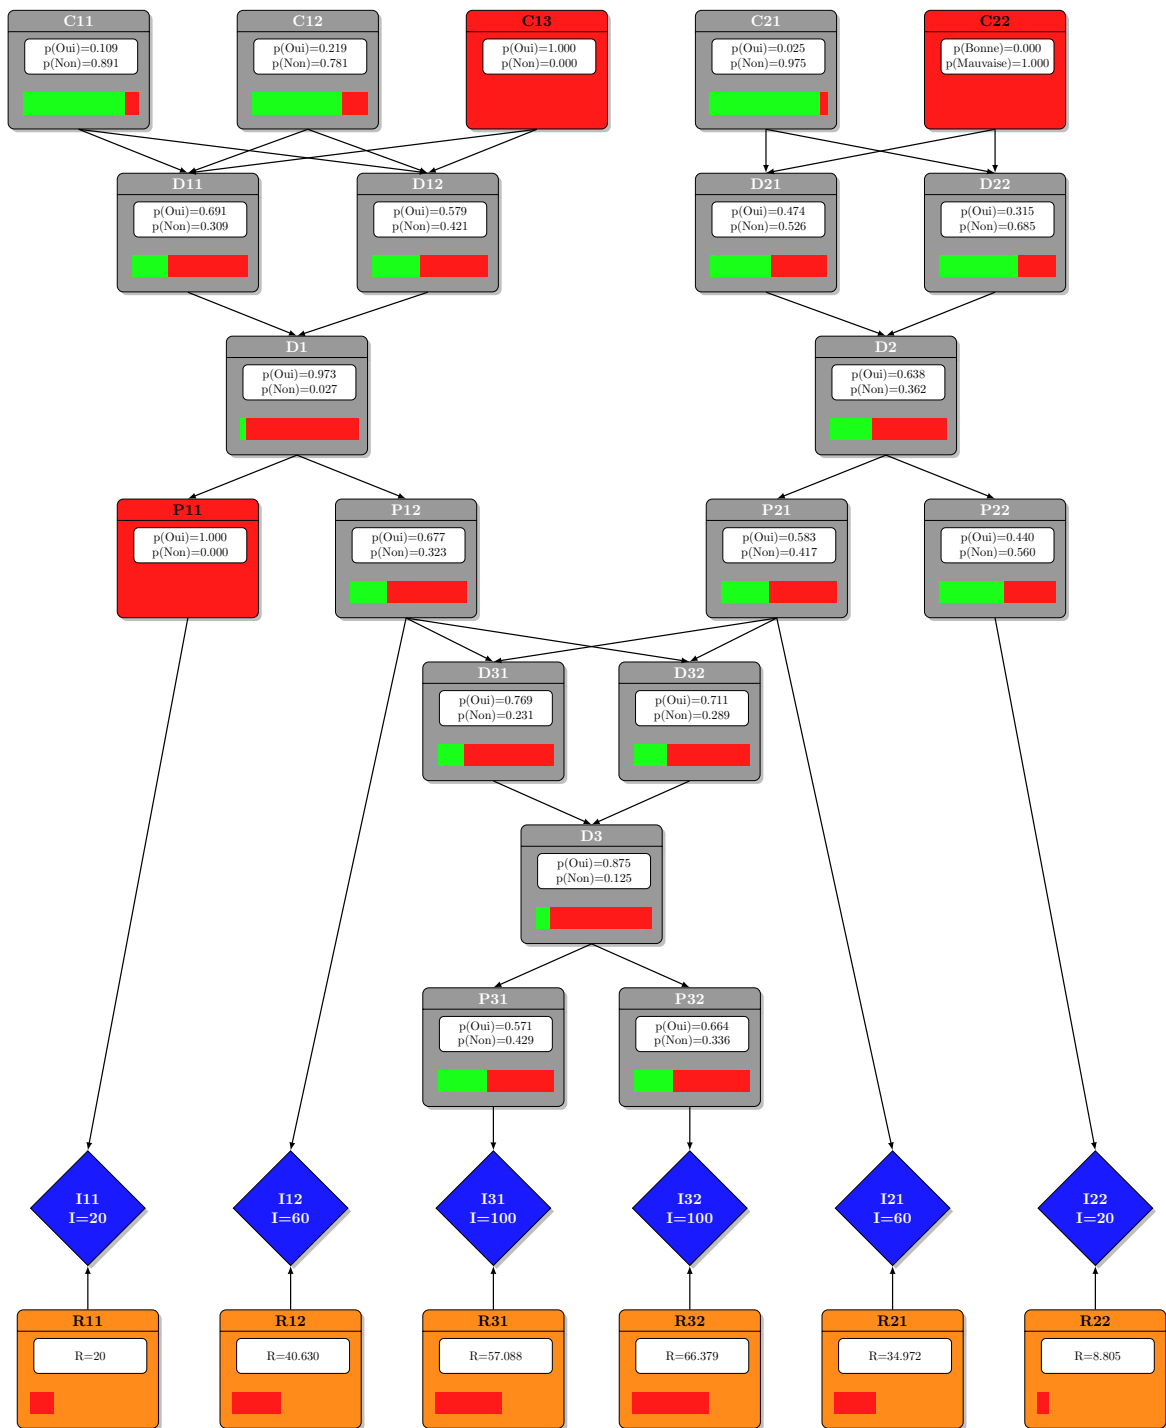 C11
p(Oui)=0.109
p(Non)=0.891
C12
p(Oui)=0.219
p(Non)=0.781
C13
p(Oui)=1.000
p(Non)=0.000
C21
p(Oui)=0.025
p(Non)=0.975
C22
p(Bonne)=0.000
p(Mauvaise)=1.000
D11
p(Oui)=0.691
p(Non)=0.309
D12
p(Oui)=0.579
p(Non)=0.421
D21
p(Oui)=0.474
p(Non)=0.526
D22
p(Oui)=0.315
p(Non)=0.685
D1
p(Oui)=0.973
p(Non)=0.027
D2
p(Oui)=0.638
p(Non)=0.362
P11
p(Oui)=1.000
p(Non)=0.000
P12
p(Oui)=0.677
p(Non)=0.323
P21
p(Oui)=0.583
p(Non)=0.417
P22
p(Oui)=0.440
p(Non)=0.560
D31
p(Oui)=0.769
p(Non)=0.231
D32
p(Oui)=0.711
p(Non)=0.289
D3
p(Oui)=0.875
p(Non)=0.125
P31
p(Oui)=0.571
p(Non)=0.429
P32
p(Oui)=0.664
p(Non)=0.336
I11
I=20
I12
I=60
I31
I=100
I32
I=100
I21
I=60
I22
I=20
R11
R=20
R12
R=40.630
R31
R=57.088
R32
R=66.379
R21
R=34.972
R22
R=8.805